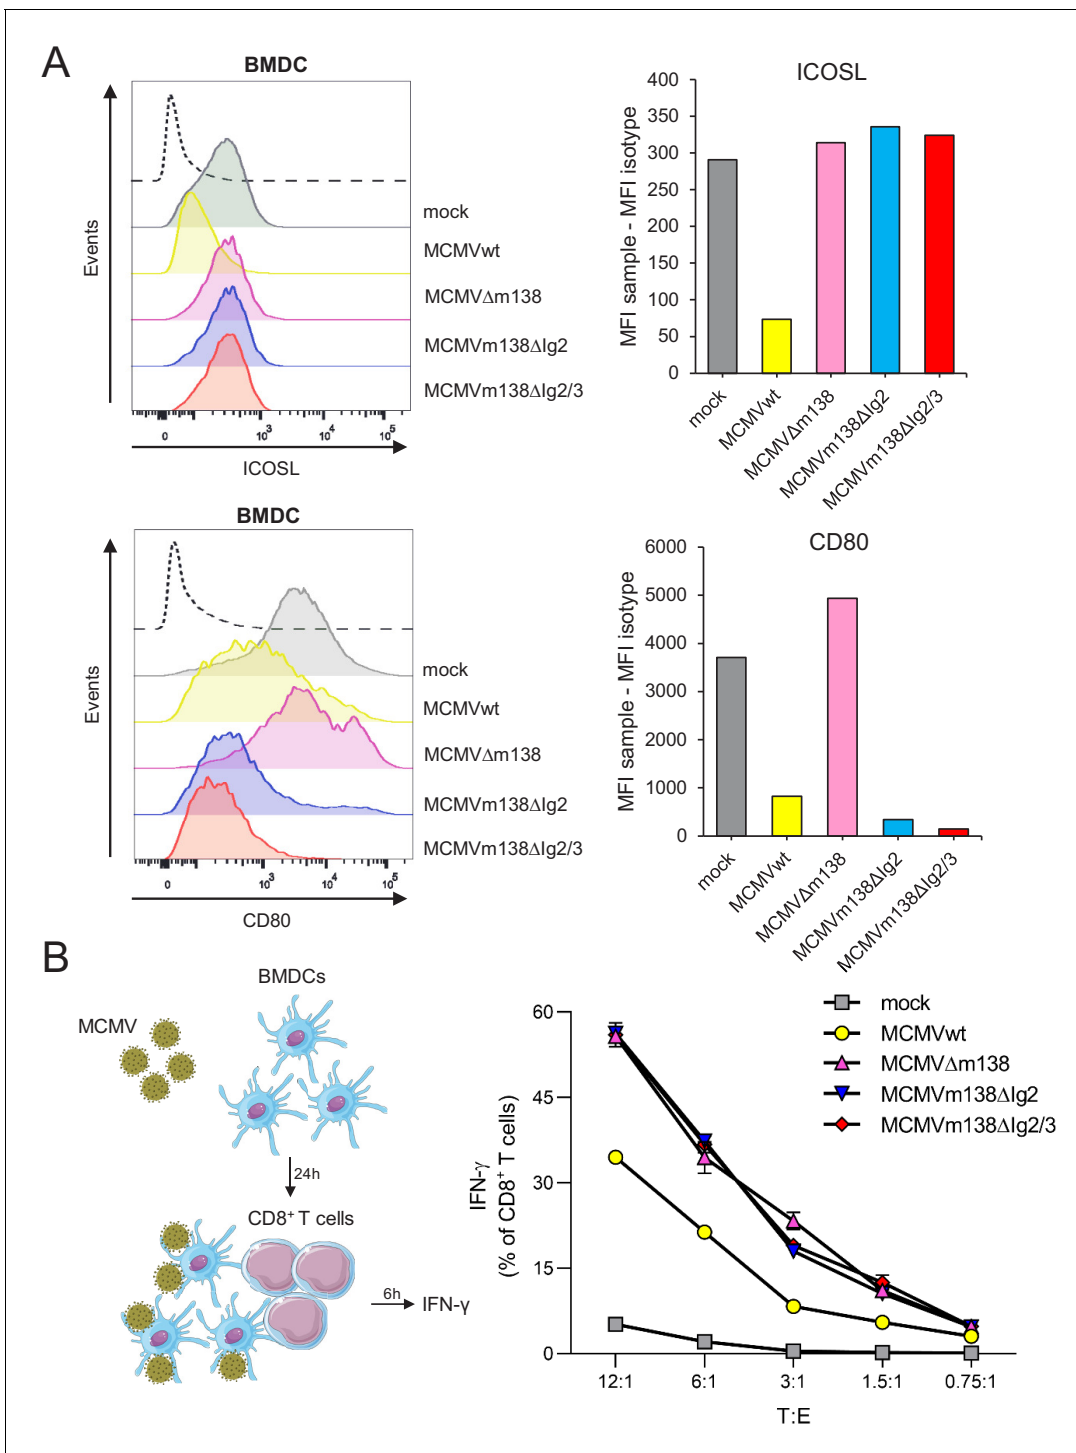 A
BMDC
Events
mock
MCMVwt
MCMVΔm138
MCMVm138ΔIg2
MCMVm138ΔIg2/3
0 10³ 10⁴ 10⁵
ICOSL
ICOSL
MFI sample - MFI isotype
400
350
300
250
200
150
100
50
0
mock
MCMVwt
MCMVΔm138
MCMVm138ΔIg2
MCMVm138ΔIg2/3
BMDC
Events
mock
MCMVwt
MCMVΔm138
MCMVm138ΔIg2
MCMVm138ΔIg2/3
0 10³ 10⁴ 10⁵
CD80
CD80
MFI sample - MFI isotype
6000
5000
4000
3000
2000
1000
0
mock
MCMVwt
MCMVΔm138
MCMVm138ΔIg2
MCMVm138ΔIg2/3
B
BMDCs
MCMV
24h
CD8⁺ T cells
6h
IFN-γ
mock
MCMVwt
MCMVΔm138
MCMVm138ΔIg2
MCMVm138ΔIg2/3
IFN-γ
(% of CD8⁺ T cells)
60
45
30
15
0
12:1 6:1 3:1 1.5:1 0.75:1
T:E